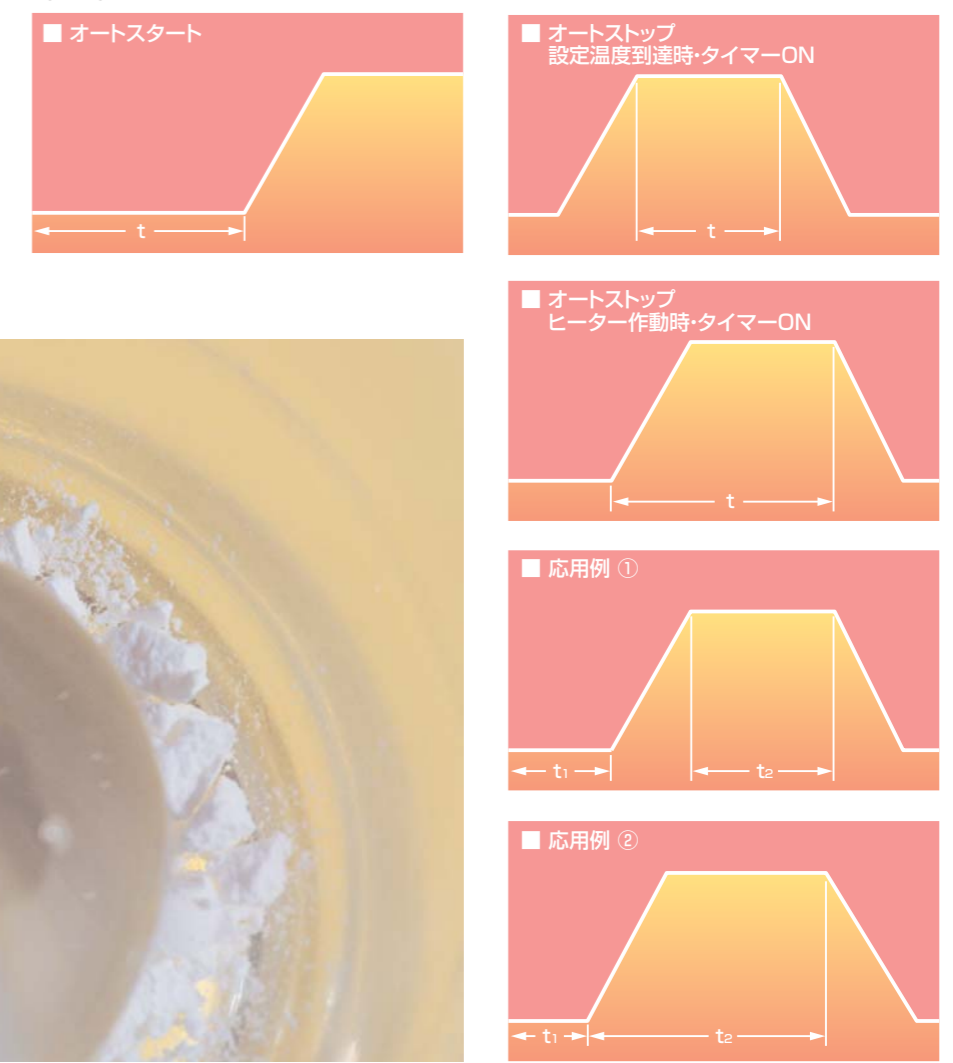 ■ オートスタート
t
■ オートストップ
設定温度到達時・タイマーON
t
■ オートストップ
ヒーター作動時・タイマーON
t
■ 応用例 ①
t₁
t₂
■ 応用例 ②
t₁
t₂